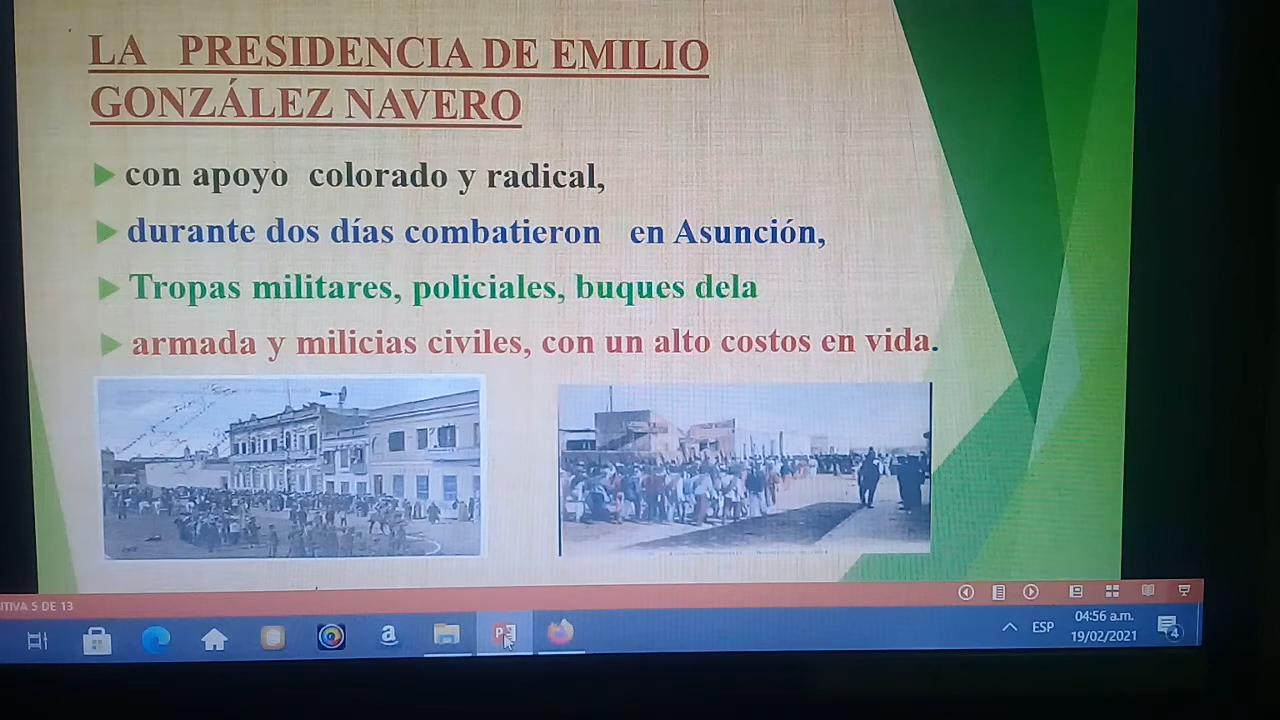 LA PRESIDENCIA DE EMILIO
GONZÁLEZ NAVERO
con apoyo colorado y radical,
durante dos días combatieron en Asunción,
Tropas militares, policiales, buques dela
armada y milicias civiles, con un alto costos en vida.
ITIVA 5 DE 13
ESP
04:56 a.m.
19/02/2021
4